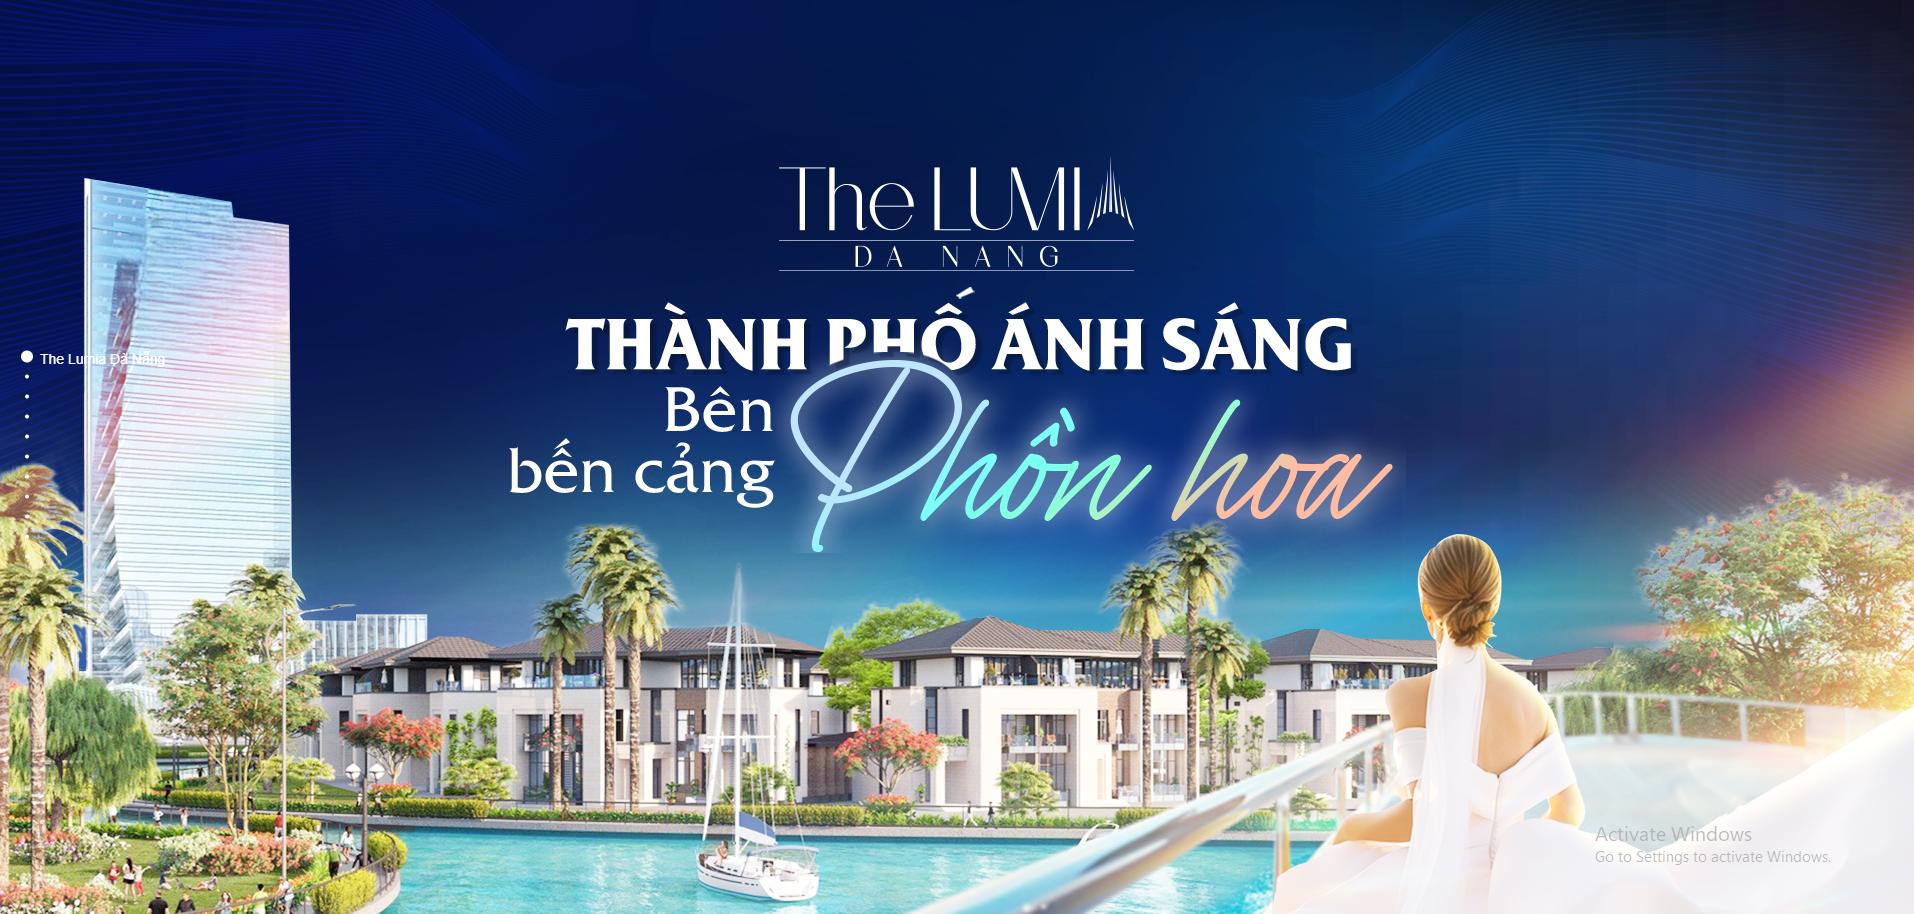 The LUMIA
DA NANG
THÀNH PHỐ ÁNH SÁNG
Bên
bến cảng Phồn hoa
The Lumia Đà Nẵng
Activate Windows
Go to Settings to activate Windows.